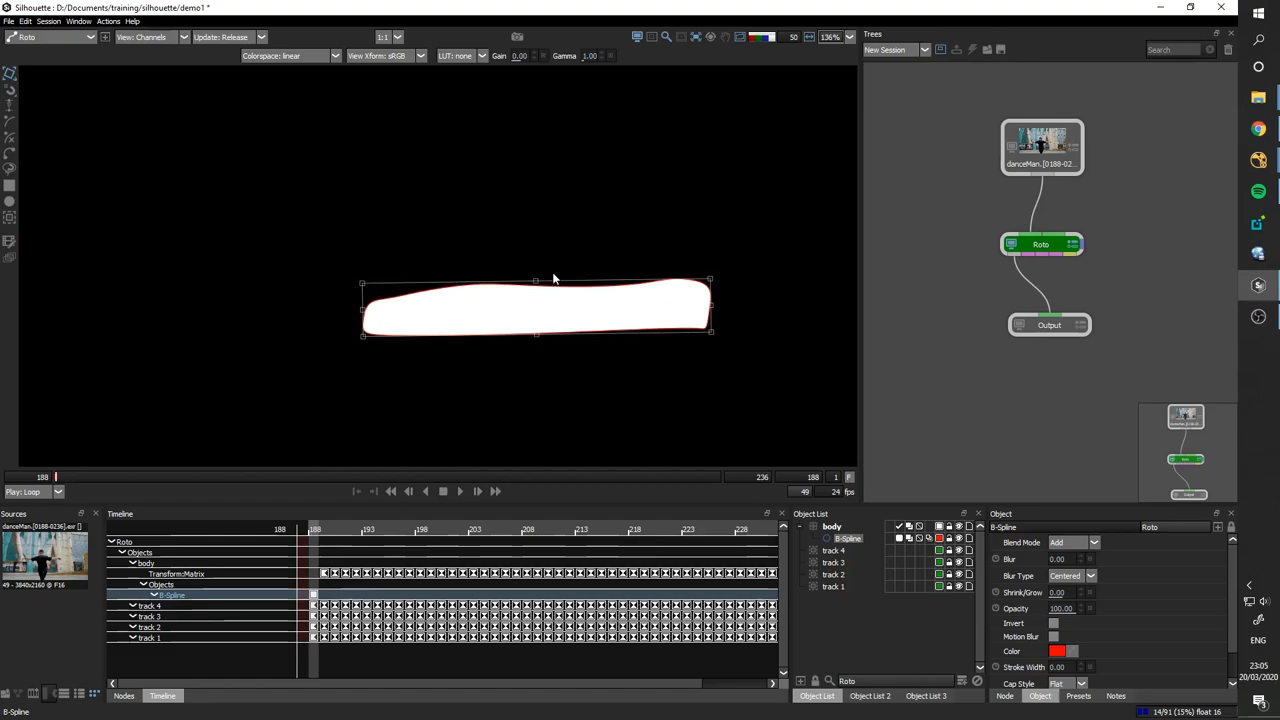 Silhouette : D:/Documents/training/silhouette/demo1 *
File Edit Session Window Actions Help
Roto View: Channels Update: Release 1:1 50 136%
Colorspace: linear View Xform: sRGB LUT: none Gain 0.00 Gamma 1.00
Trees
New Session Search
danceMan.[0188-02...
Roto
Output
188 236 188 1 F
Play: Loop 49 24 fps
Sources
danceMan.[0188-0236].exr []
49 - 3840x2160 @ F16
Timeline
188 188 193 198 203 208 213 218 223 228
Roto
Objects
body
Transform:Matrix
Objects
B-Spline
track 4
track 3
track 2
track 1
Nodes Timeline
Object List
body
B-Spline
track 4
track 3
track 2
track 1
Roto
Object List Object List 2 Object List 3
Object
B-Spline Roto
Blend Mode Add
Blur 0.00
Blur Type Centered
Shrink/Grow 0.00
Opacity 100.00
Invert
Motion Blur
Color
Stroke Width 0.00
Cap Style Flat
Node Object Presets Notes
B-Spline
14/91 (15%) float 16
ENG
23:05
20/03/2020
3